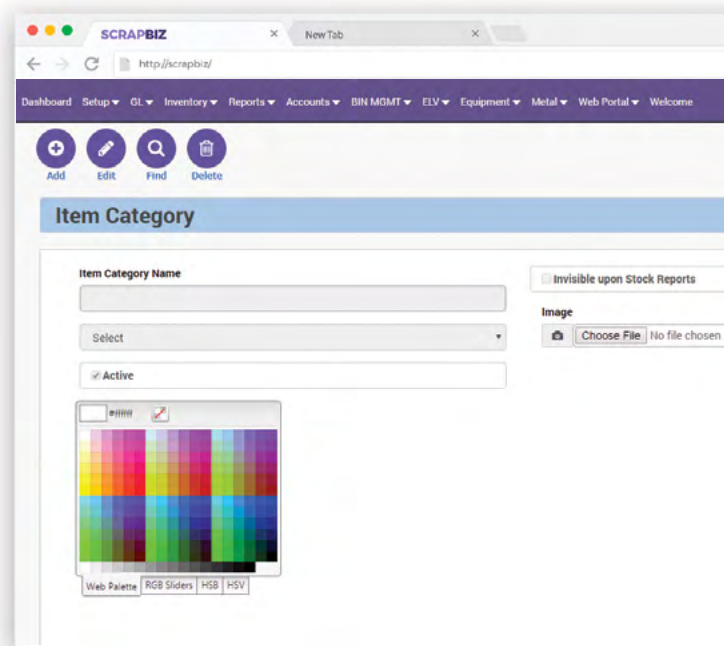 SCRAPBIZ × New Tab ×
http://scrapbiz/
Dashboard Setup GL Inventory Reports Accounts BIN MGMT ELV Equipment Metal Web Portal Welcome
Add Edit Find Delete
Item Category
Item Category Name
Invisible upon Stock Reports
Image
Select
Choose File No file chosen
Active
#ffffff
Web Palette RGB Sliders HSB HSV